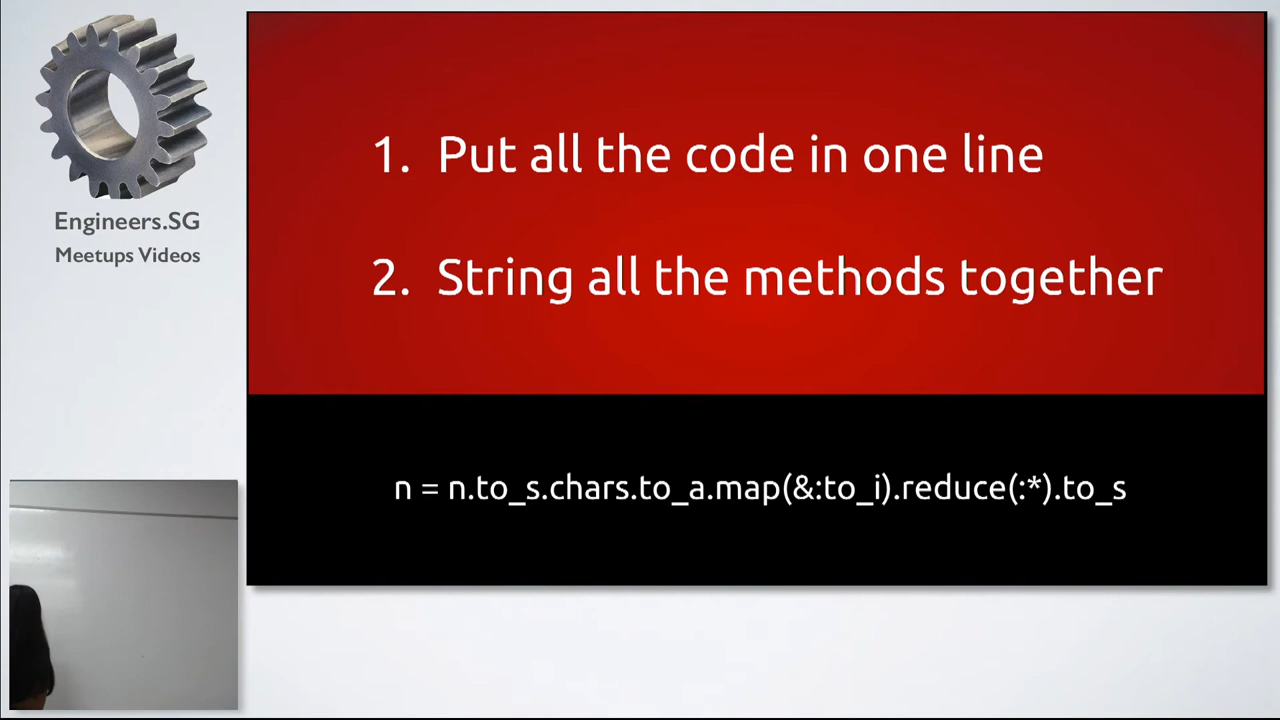 Engineers.SG
Meetups Videos
1. Put all the code in one line
2. String all the methods together
n = n.to_s.chars.to_a.map(&:to_i).reduce(:*).to_s